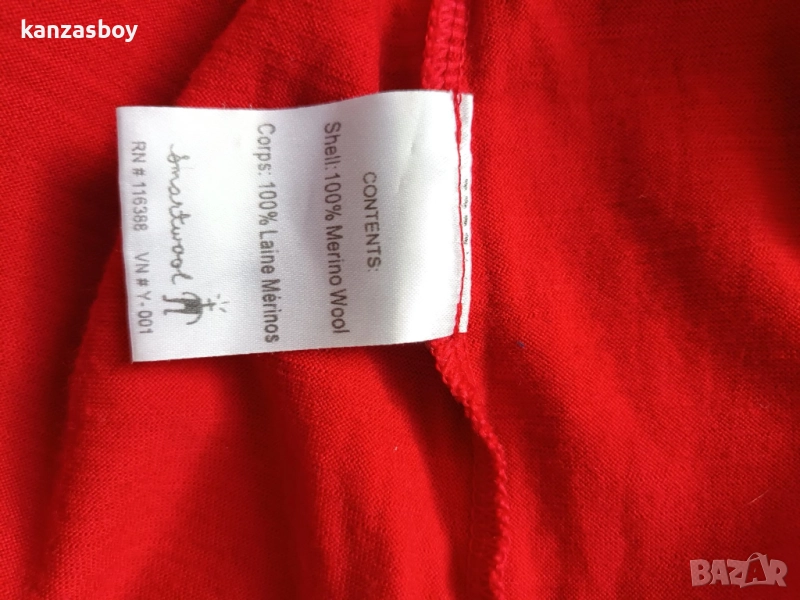 kanzasboy
CONTENTS:
Shell:100% Merino Wool
Corps: 100% Laine Mérinos
smartwool
RN # 116388 VN # Y - 001
BAZAR